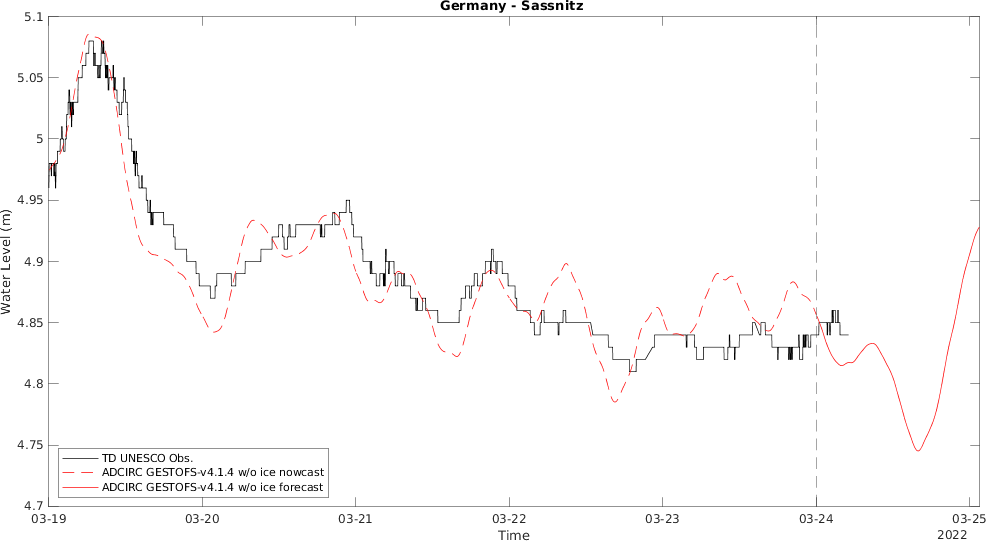 Germany - Sassnitz
5.1
5.05
5
4.95
4.9
4.85
4.8
4.75
4.7
Water Level (m)
TD UNESCO Obs.
ADCIRC GESTOFS-v4.1.4 w/o ice nowcast
ADCIRC GESTOFS-v4.1.4 w/o ice forecast
03-19 03-20 03-21 03-22 03-23 03-24 03-25
Time
2022